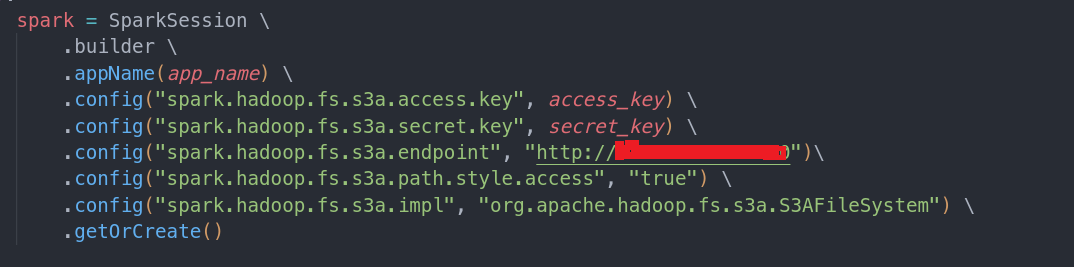 spark = SparkSession \
    .builder \
    .appName(app_name) \
    .config("spark.hadoop.fs.s3a.access.key", access_key) \
    .config("spark.hadoop.fs.s3a.secret.key", secret_key) \
    .config("spark.hadoop.fs.s3a.endpoint", "http://")\
    .config("spark.hadoop.fs.s3a.path.style.access", "true") \
    .config("spark.hadoop.fs.s3a.impl", "org.apache.hadoop.fs.s3a.S3AFileSystem") \
    .getOrCreate()